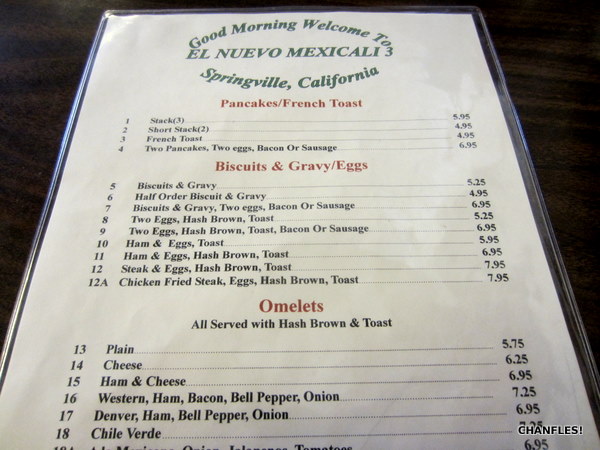 Good Morning Welcome To
EL NUEVO MEXICALI 3
Springville, California
Pancakes/French Toast
1 Stack(3) 5.95
2 Short Stack(2) 4.95
3 French Toast 4.95
4 Two Pancakes, Two eggs, Bacon Or Sausage 6.95
Biscuits & Gravy/Eggs
5 Biscuits & Gravy 5.25
6 Half Order Biscuit & Gravy 4.95
7 Biscuits & Gravy, Two eggs, Bacon Or Sausage 6.95
8 Two Eggs, Hash Brown, Toast 5.25
9 Two Eggs, Hash Brown, Toast, Bacon Or Sausage 6.95
10 Ham & Eggs, Toast 5.95
11 Ham & Eggs, Hash Brown, Toast 6.95
12 Steak & Eggs, Hash Brown, Toast 7.95
12A Chicken Fried Steak, Eggs, Hash Brown, Toast 7.95
Omelets
All Served with Hash Brown & Toast
13 Plain 5.75
14 Cheese 6.25
15 Ham & Cheese 6.95
16 Western, Ham, Bacon, Bell Pepper, Onion 7.25
17 Denver, Ham, Bell Pepper, Onion 6.95
18 Chile Verde 7.25
Mexicana, Onion, Jalapenos, Tomatoes 6.95
CHANFLES!